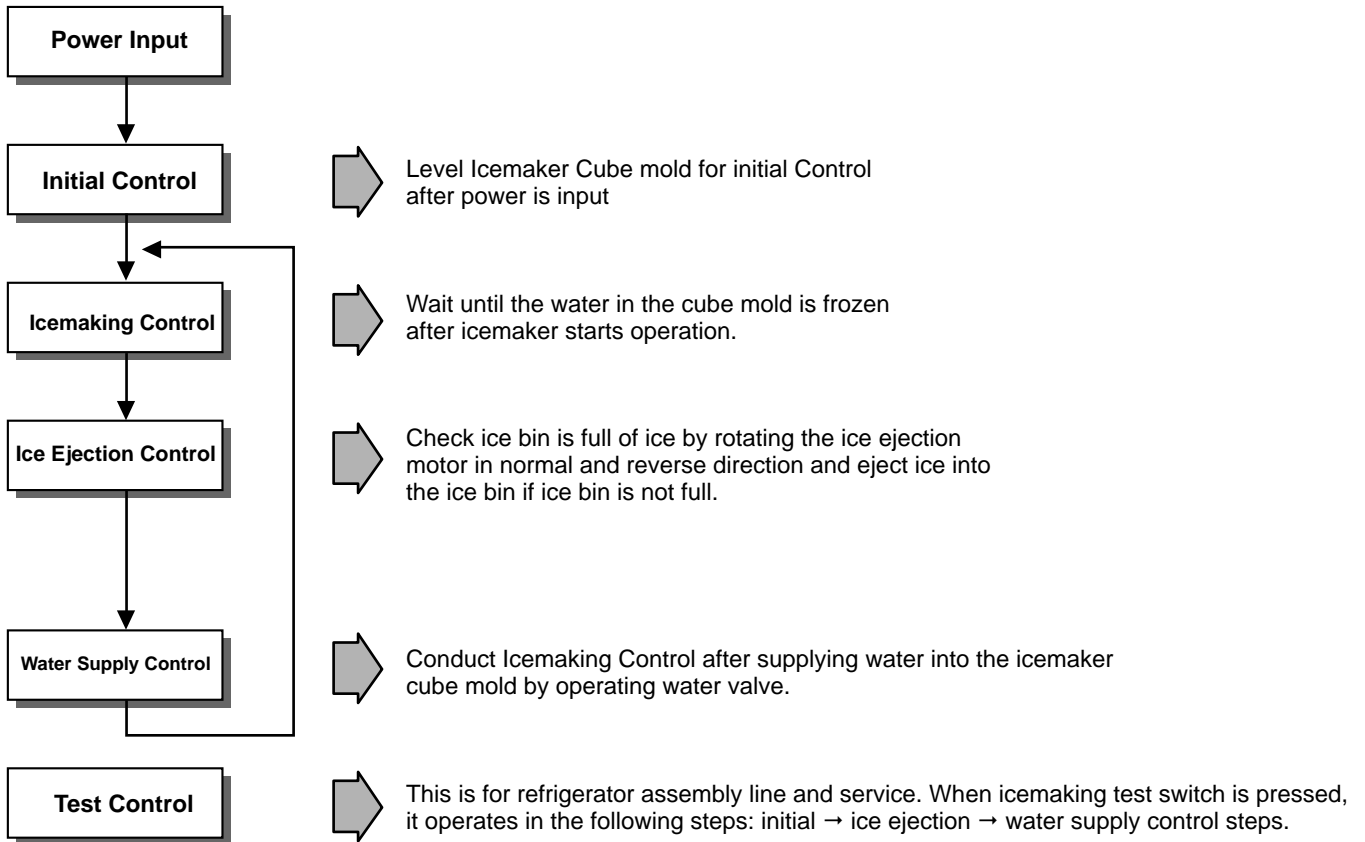 Power Input
Initial Control
Level Icemaker Cube mold for initial Control
after power is input
Icemaking Control
Wait until the water in the cube mold is frozen
after icemaker starts operation.
Ice Ejection Control
Check ice bin is full of ice by rotating the ice ejection
motor in normal and reverse direction and eject ice into
the ice bin if ice bin is not full.
Water Supply Control
Conduct Icemaking Control after supplying water into the icemaker
cube mold by operating water valve.
Test Control
This is for refrigerator assembly line and service. When icemaking test switch is pressed,
it operates in the following steps: initial → ice ejection → water supply control steps.